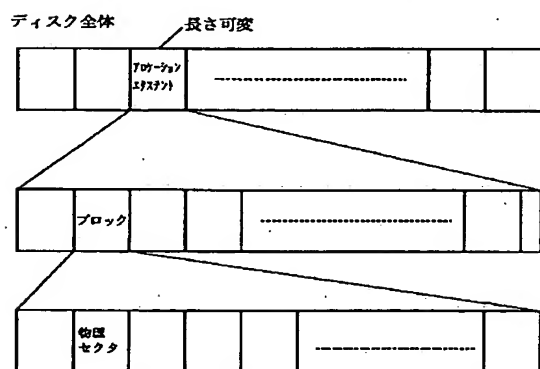 ディスク全体
長さ可変
アロケーション
エクステント
ブロック
物理
セクタ